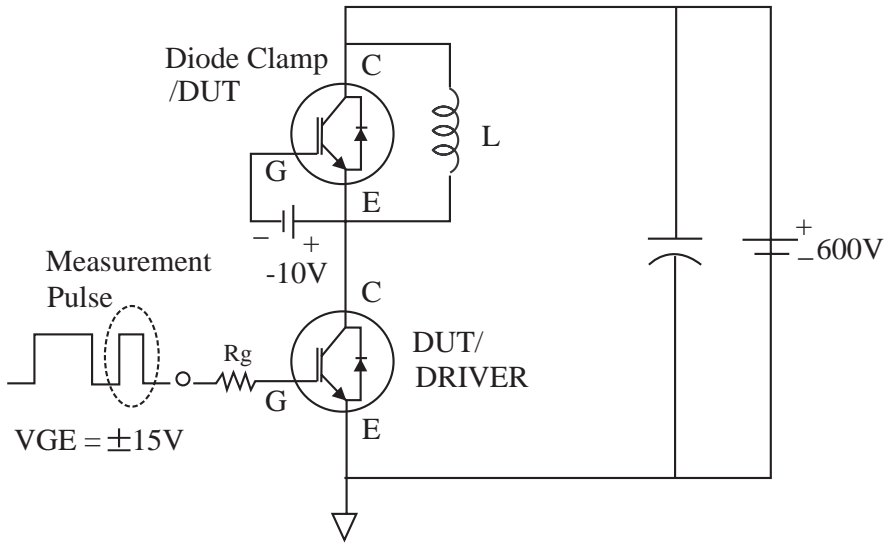 Diode Clamp
/DUT
C
G
E
L
− +
-10V
+
− 600V
Measurement
Pulse
C
Rg
G
E
DUT/
DRIVER
VGE = ±15V